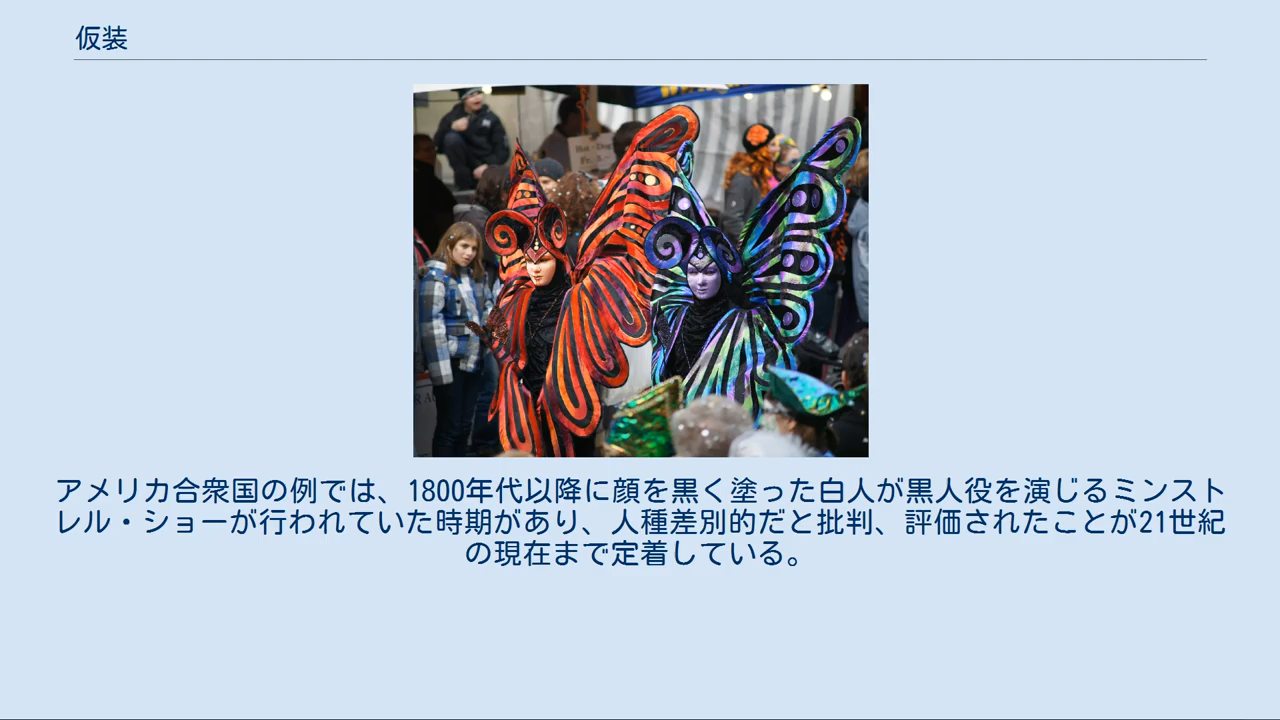 仮装
アメリカ合衆国の例では、1800年代以降に顔を黒く塗った白人が黒人役を演じるミンスト
レル・ショーが行われていた時期があり、人種差別的だと批判、評価されたことが21世紀
の現在まで定着している。